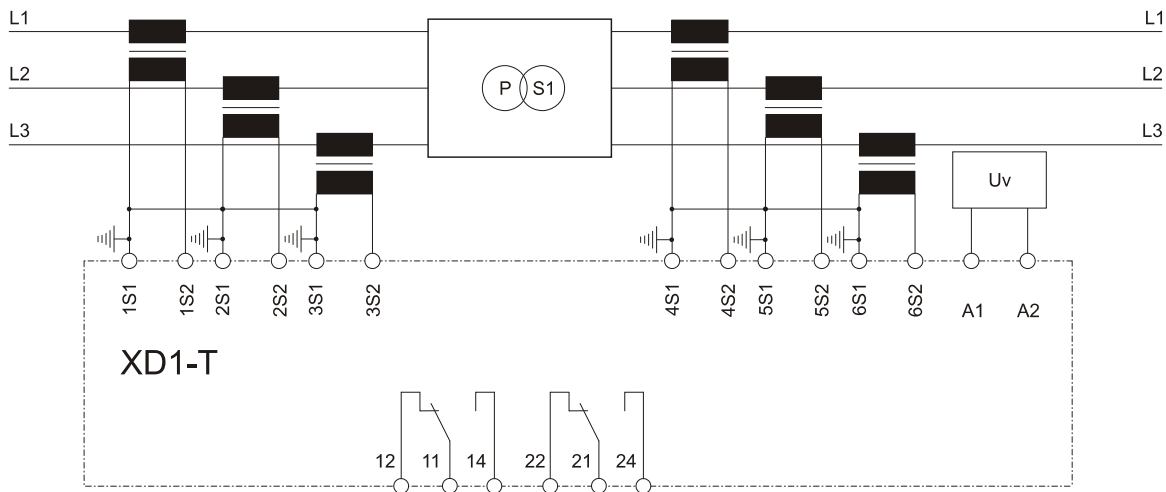 L1 L1
L2 P S1 L2
L3 L3
Uv
1S1 1S2 2S1 2S2 3S1 3S2 4S1 4S2 5S1 5S2 6S1 6S2 A1 A2
XD1-T
12 11 14 22 21 24